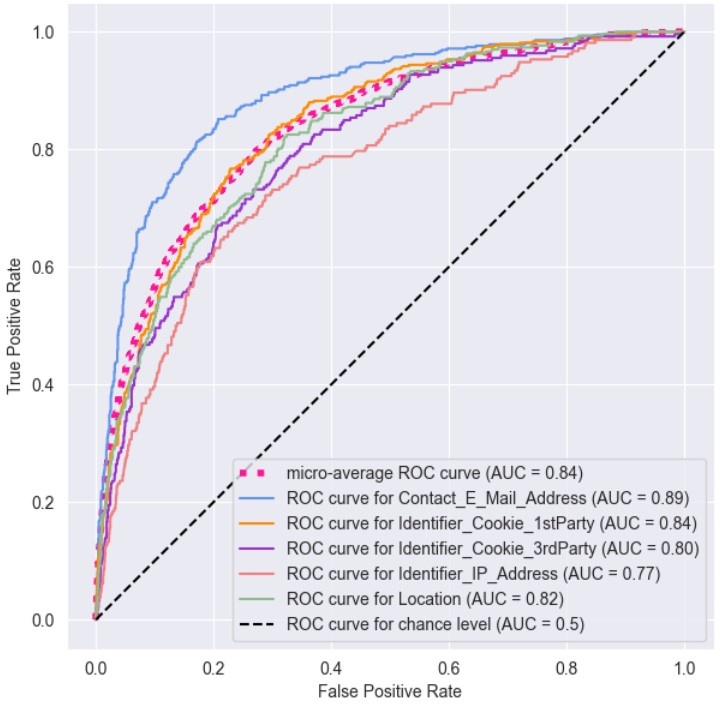 1.0
0.8
0.6
0.4
0.2
0.0
True Positive Rate
micro-average ROC curve (AUC = 0.84)
ROC curve for Contact_E_Mail_Address (AUC = 0.89)
ROC curve for Identifier_Cookie_1stParty (AUC = 0.84)
ROC curve for Identifier_Cookie_3rdParty (AUC = 0.80)
ROC curve for Identifier_IP_Address (AUC = 0.77)
ROC curve for Location (AUC = 0.82)
ROC curve for chance level (AUC = 0.5)
0.0 0.2 0.4 0.6 0.8 1.0
False Positive Rate